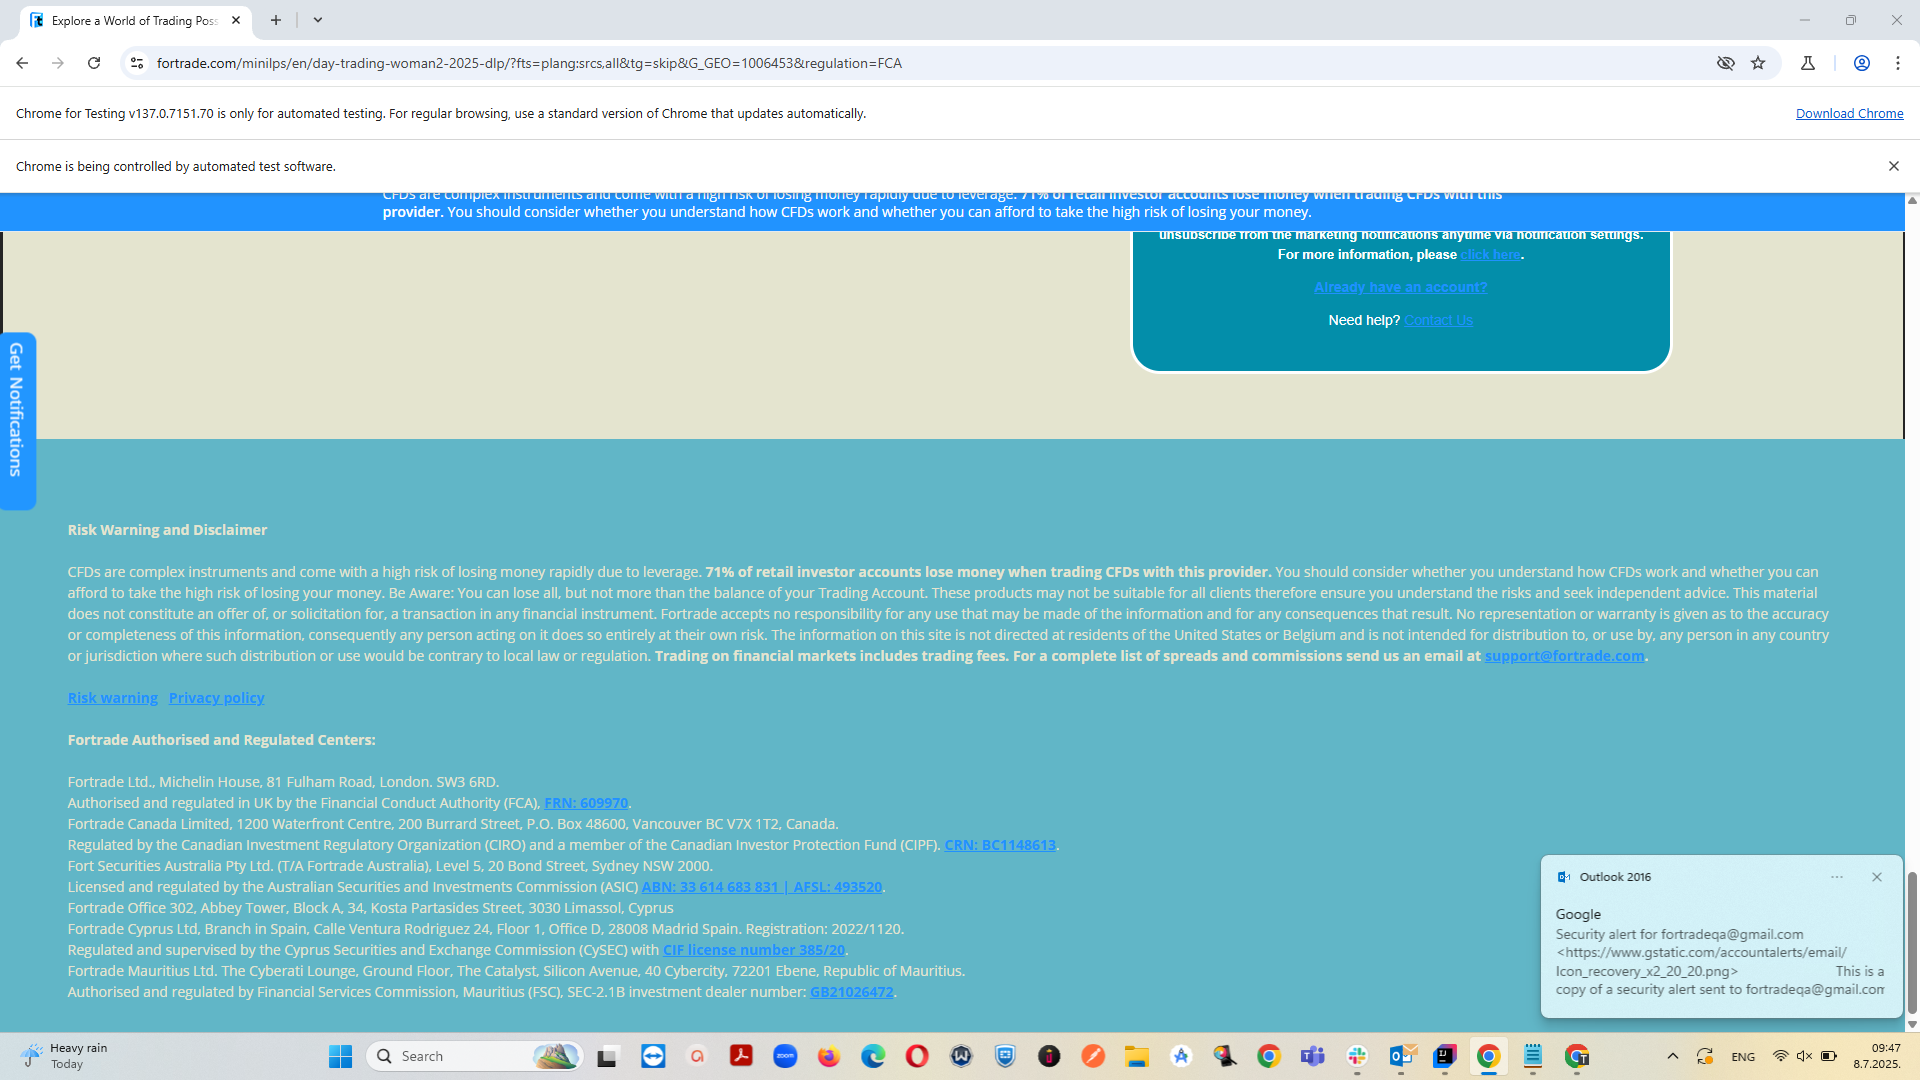 Explore a World of Trading Poss
fortrade.com/minilps/en/day-trading-woman2-2025-dlp/?fts=plang:srcs,all&tg=skip&G_GEO=1006453&regulation=FCA
Chrome for Testing v137.0.7151.70 is only for automated testing. For regular browsing, use a standard version of Chrome that updates automatically.
Download Chrome
Chrome is being controlled by automated test software.
CFDs are complex instruments and come with a high risk of losing money rapidly due to leverage. 71% of retail investor accounts lose money when trading CFDs with this
provider. You should consider whether you understand how CFDs work and whether you can afford to take the high risk of losing your money.
unsubscribe from the marketing notifications anytime via notification settings.
For more information, please click here.
Already have an account?
Need help? Contact Us
Get Notifications
Risk Warning and Disclaimer
CFDs are complex instruments and come with a high risk of losing money rapidly due to leverage. 71% of retail investor accounts lose money when trading CFDs with this provider. You should consider whether you understand how CFDs work and whether you can
afford to take the high risk of losing your money. Be Aware: You can lose all, but not more than the balance of your Trading Account. These products may not be suitable for all clients therefore ensure you understand the risks and seek independent advice. This material
does not constitute an offer of, or solicitation for, a transaction in any financial instrument. Fortrade accepts no responsibility for any use that may be made of the information and for any consequences that result. No representation or warranty is given as to the accuracy
or completeness of this information, consequently any person acting on it does so entirely at their own risk. The information on this site is not directed at residents of the United States or Belgium and is not intended for distribution to, or use by, any person in any country
or jurisdiction where such distribution or use would be contrary to local law or regulation. Trading on financial markets includes trading fees. For a complete list of spreads and commissions send us an email at support@fortrade.com.
Risk warning Privacy policy
Fortrade Authorised and Regulated Centers:
Fortrade Ltd., Michelin House, 81 Fulham Road, London. SW3 6RD.
Authorised and regulated in UK by the Financial Conduct Authority (FCA), FRN: 609970.
Fortrade Canada Limited, 1200 Waterfront Centre, 200 Burrard Street, P.O. Box 48600, Vancouver BC V7X 1T2, Canada.
Regulated by the Canadian Investment Regulatory Organization (CIRO) and a member of the Canadian Investor Protection Fund (CIPF). CRN: BC1148613.
Fort Securities Australia Pty Ltd. (T/A Fortrade Australia), Level 5, 20 Bond Street, Sydney NSW 2000.
Licensed and regulated by the Australian Securities and Investments Commission (ASIC) ABN: 33 614 683 831 | AFSL: 493520.
Fortrade Office 302, Abbey Tower, Block A, 34, Kosta Partasides Street, 3030 Limassol, Cyprus
Fortrade Cyprus Ltd, Branch in Spain, Calle Ventura Rodriguez 24, Floor 1, Office D, 28008 Madrid Spain. Registration: 2022/1120.
Regulated and supervised by the Cyprus Securities and Exchange Commission (CySEC) with CIF license number 385/20.
Fortrade Mauritius Ltd. The Cyberati Lounge, Ground Floor, The Catalyst, Silicon Avenue, 40 Cybercity, 72201 Ebene, Republic of Mauritius.
Authorised and regulated by Financial Services Commission, Mauritius (FSC), SEC-2.1B investment dealer number: GB21026472.
Outlook 2016
Google
Security alert for fortradeqa@gmail.com
<https://www.gstatic.com/accountalerts/email/
Icon_recovery_x2_20_20.png> This is a
copy of a security alert sent to fortradeqa@gmail.com
Heavy rain
Today
Search
zoom
ENG
09:47
8.7.2025.